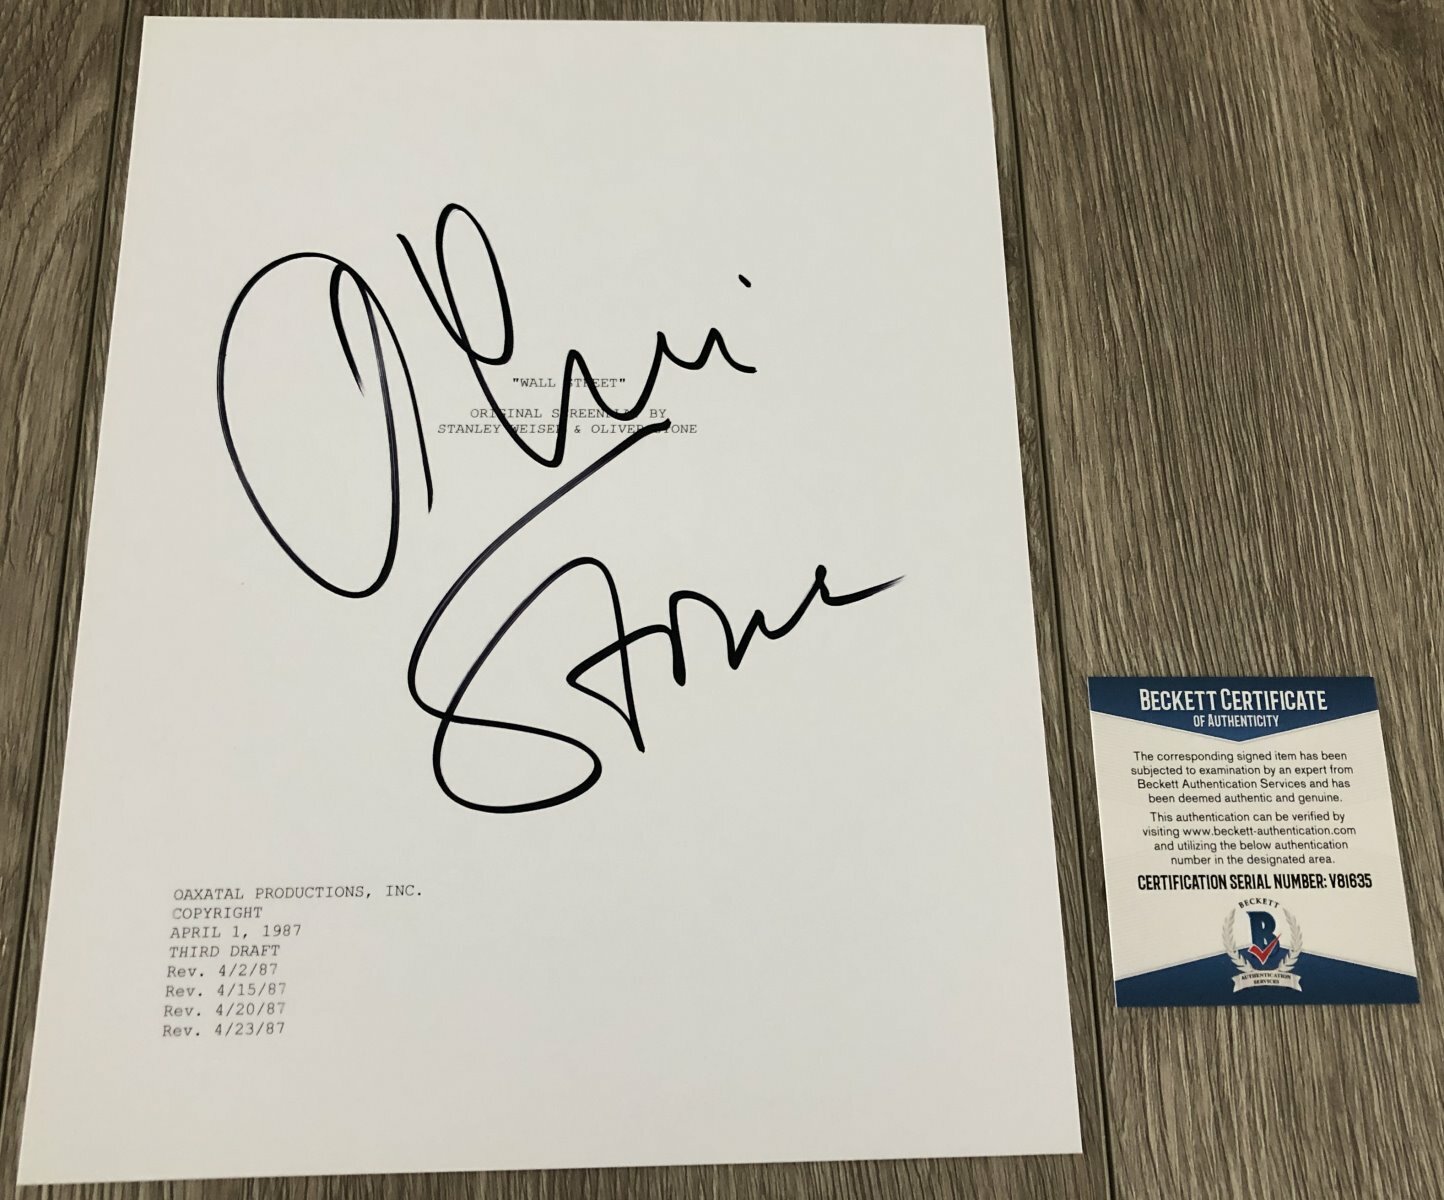 Oliver
Stone
"WALL STREET"
ORIGINAL SCREENPLAY BY
STANLEY WEISER & OLIVER STONE
OAXATAL PRODUCTIONS, INC.
COPYRIGHT
APRIL 1, 1987
THIRD DRAFT
Rev. 4/2/87
Rev. 4/15/87
Rev. 4/20/87
Rev. 4/23/87
BECKETT CERTIFICATE
OF AUTHENTICITY
The corresponding signed item has been
subjected to examination by an expert from
Beckett Authentication Services and has
been deemed authentic and genuine.
This authentication can be verified by
visiting www.beckett-authentication.com
and utilizing the below authentication
number in the designated area.
CERTIFICATION SERIAL NUMBER: V81635
BECKETT
B
AUTHENTICATION
SERVICES